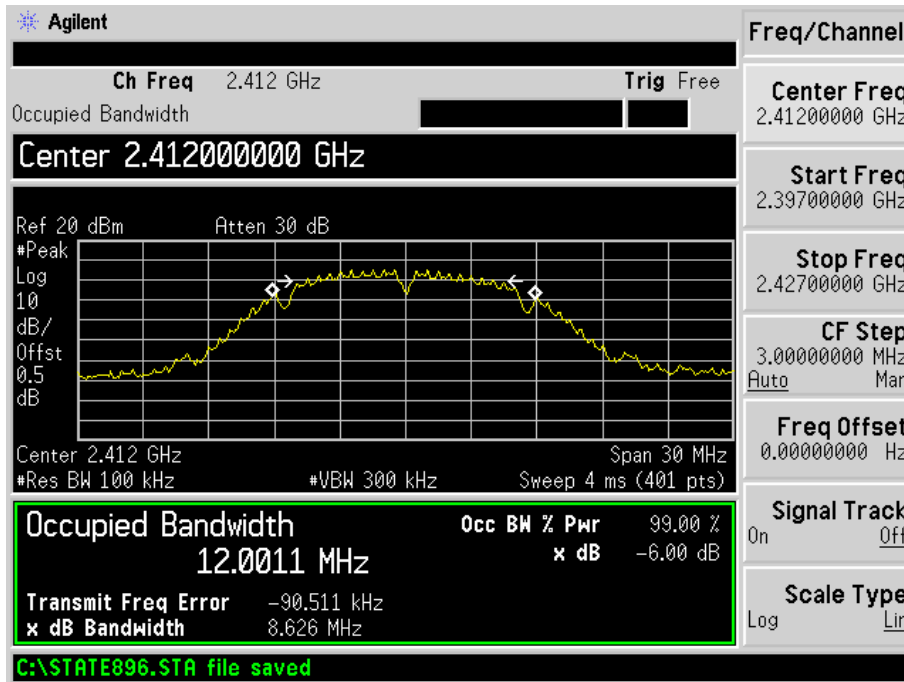 Agilent
Freq/Channel
Ch Freq 2.412 GHz Trig Free
Occupied Bandwidth
Center 2.412000000 GHz
Ref 20 dBm Atten 30 dB
#Peak
Log
10
dB/
Offst
0.5
dB
Center 2.412 GHz Span 30 MHz
#Res BW 100 kHz #VBW 300 kHz Sweep 4 ms (401 pts)
Occupied Bandwidth
12.0011 MHz
Occ BW % Pwr 99.00 %
x dB -6.00 dB
Transmit Freq Error -90.511 kHz
x dB Bandwidth 8.626 MHz
C:\STATE896.STA file saved
Center Freq
2.41200000 GHz
Start Freq
2.39700000 GHz
Stop Freq
2.42700000 GHz
CF Step
3.00000000 MHz
Auto Man
Freq Offset
0.00000000 Hz
Signal Track
On Off
Scale Type
Log Lin